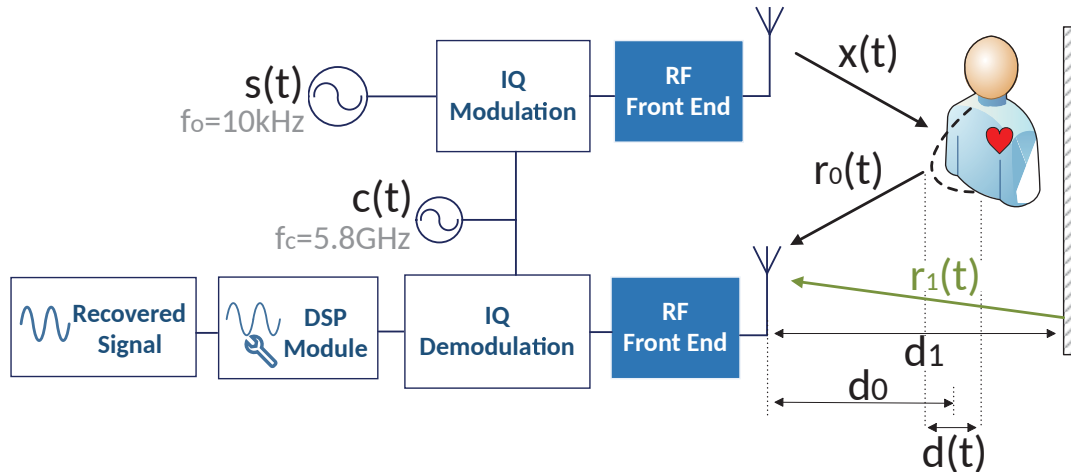 s(t)
fo=10kHz
IQ
Modulation
RF
Front End
x(t)
r0(t)
c(t)
fc=5.8GHz
r1(t)
Recovered
Signal
DSP
Module
IQ
Demodulation
RF
Front End
d1
d0
d(t)